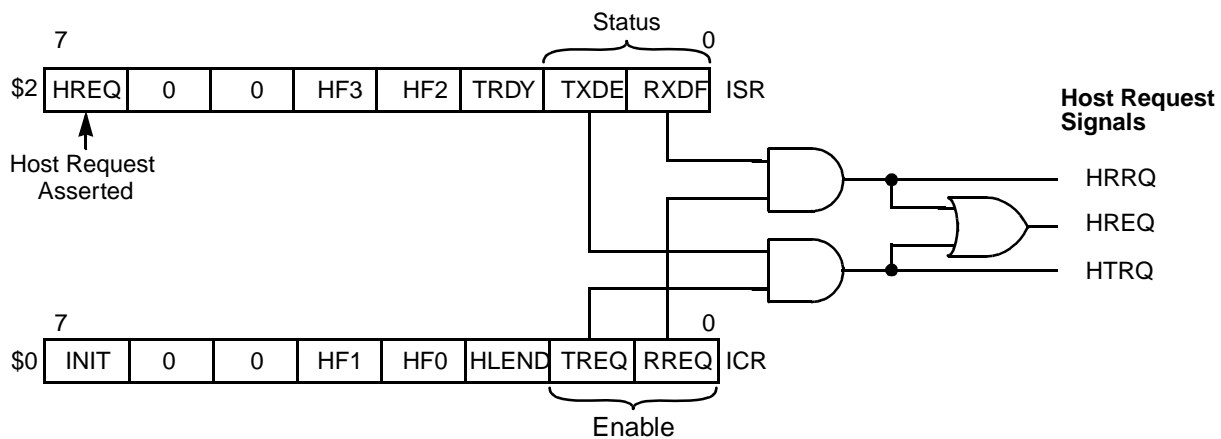 Status
7 0
$2 HREQ 0 0 HF3 HF2 TRDY TXDE RXDF ISR
Host Request
Asserted
Host Request
Signals
HRRQ
HREQ
HTRQ
7 0
$0 INIT 0 0 HF1 HF0 HLEND TREQ RREQ ICR
Enable